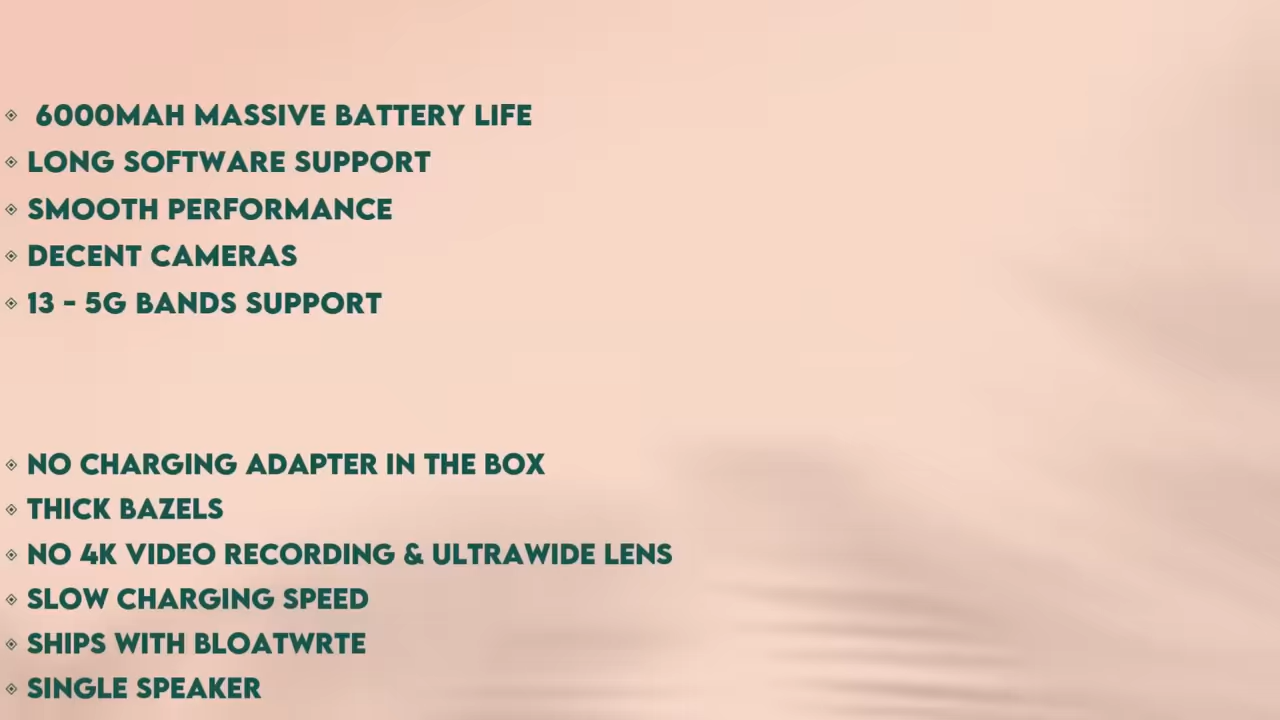 6000MAH MASSIVE BATTERY LIFE
LONG SOFTWARE SUPPORT
SMOOTH PERFORMANCE
DECENT CAMERAS
13 - 5G BANDS SUPPORT
NO CHARGING ADAPTER IN THE BOX
THICK BAZELS
NO 4K VIDEO RECORDING & ULTRAWIDE LENS
SLOW CHARGING SPEED
SHIPS WITH BLOATWRTE
SINGLE SPEAKER